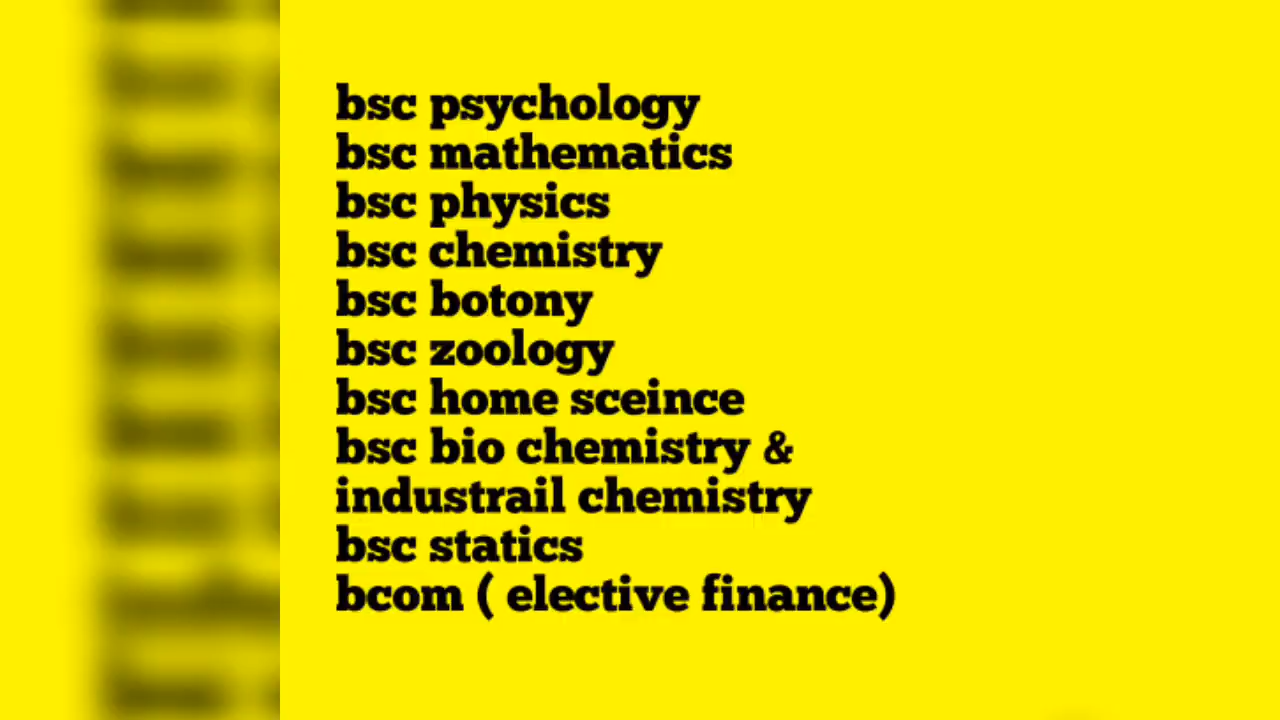 bsc psychology
bsc mathematics
bsc physics
bsc chemistry
bsc botony
bsc zoology
bsc home sceince
bsc bio chemistry &
industrail chemistry
bsc statics
bcom ( elective finance)